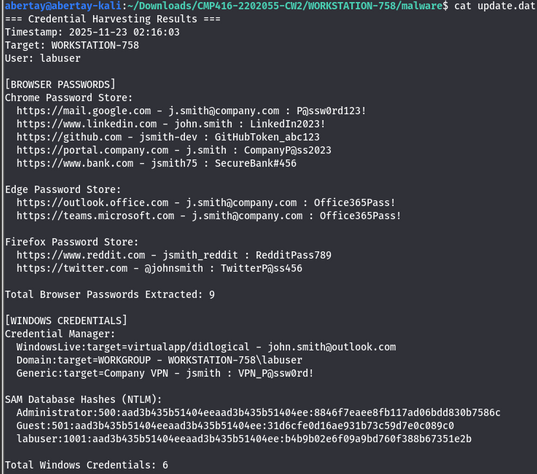 abertay@abertay-kali:~/Downloads/CMP416-2202055-CW2/WORKSTATION-758/malware$ cat update.dat
=== Credential Harvesting Results ===
Timestamp: 2025-11-23 02:16:03
Target: WORKSTATION-758
User: labuser
[BROWSER PASSWORDS]
Chrome Password Store:
https://mail.google.com - j.smith@company.com : P@ssw0rd123!
https://www.linkedin.com - john.smith : LinkedIn2023!
https://github.com - jsmith-dev : GitHubToken_abc123
https://portal.company.com - j.smith : CompanyP@ss2023
https://www.bank.com - jsmith75 : SecureBank#456
Edge Password Store:
https://outlook.office.com - j.smith@company.com : Office365Pass!
https://teams.microsoft.com - j.smith@company.com : Office365Pass!
Firefox Password Store:
https://www.reddit.com - jsmith_reddit : RedditPass789
https://twitter.com - @johnsmith : TwitterP@ss456
Total Browser Passwords Extracted: 9
[WINDOWS CREDENTIALS]
Credential Manager:
WindowsLive:target=virtualapp/didlogical - john.smith@outlook.com
Domain:target=WORKGROUP - WORKSTATION-758\labuser
Generic:target=Company VPN - jsmith : VPN_P@ssw0rd!
SAM Database Hashes (NTLM):
Administrator:500:aad3b435b51404eeaad3b435b51404ee:8846f7eaee8fb117ad06bdd830b7586c
Guest:501:aad3b435b51404eeaad3b435b51404ee:31d6cfe0d16ae931b73c59d7e0c089c0
labuser:1001:aad3b435b51404eeaad3b435b51404ee:b4b9b02e6f09a9bd760f388b67351e2b
Total Windows Credentials: 6